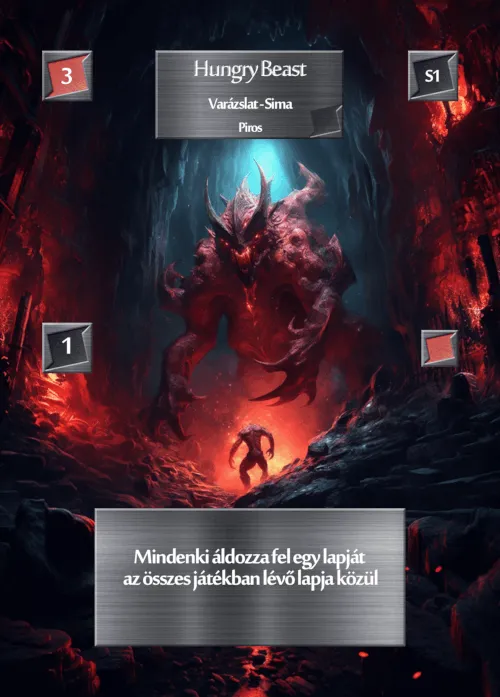 3
Hungry Beast
S1
Varázslat - Sima
Piros
1
Mindenki áldozza fel egy lapját
az összes játékban lévő lapja közül